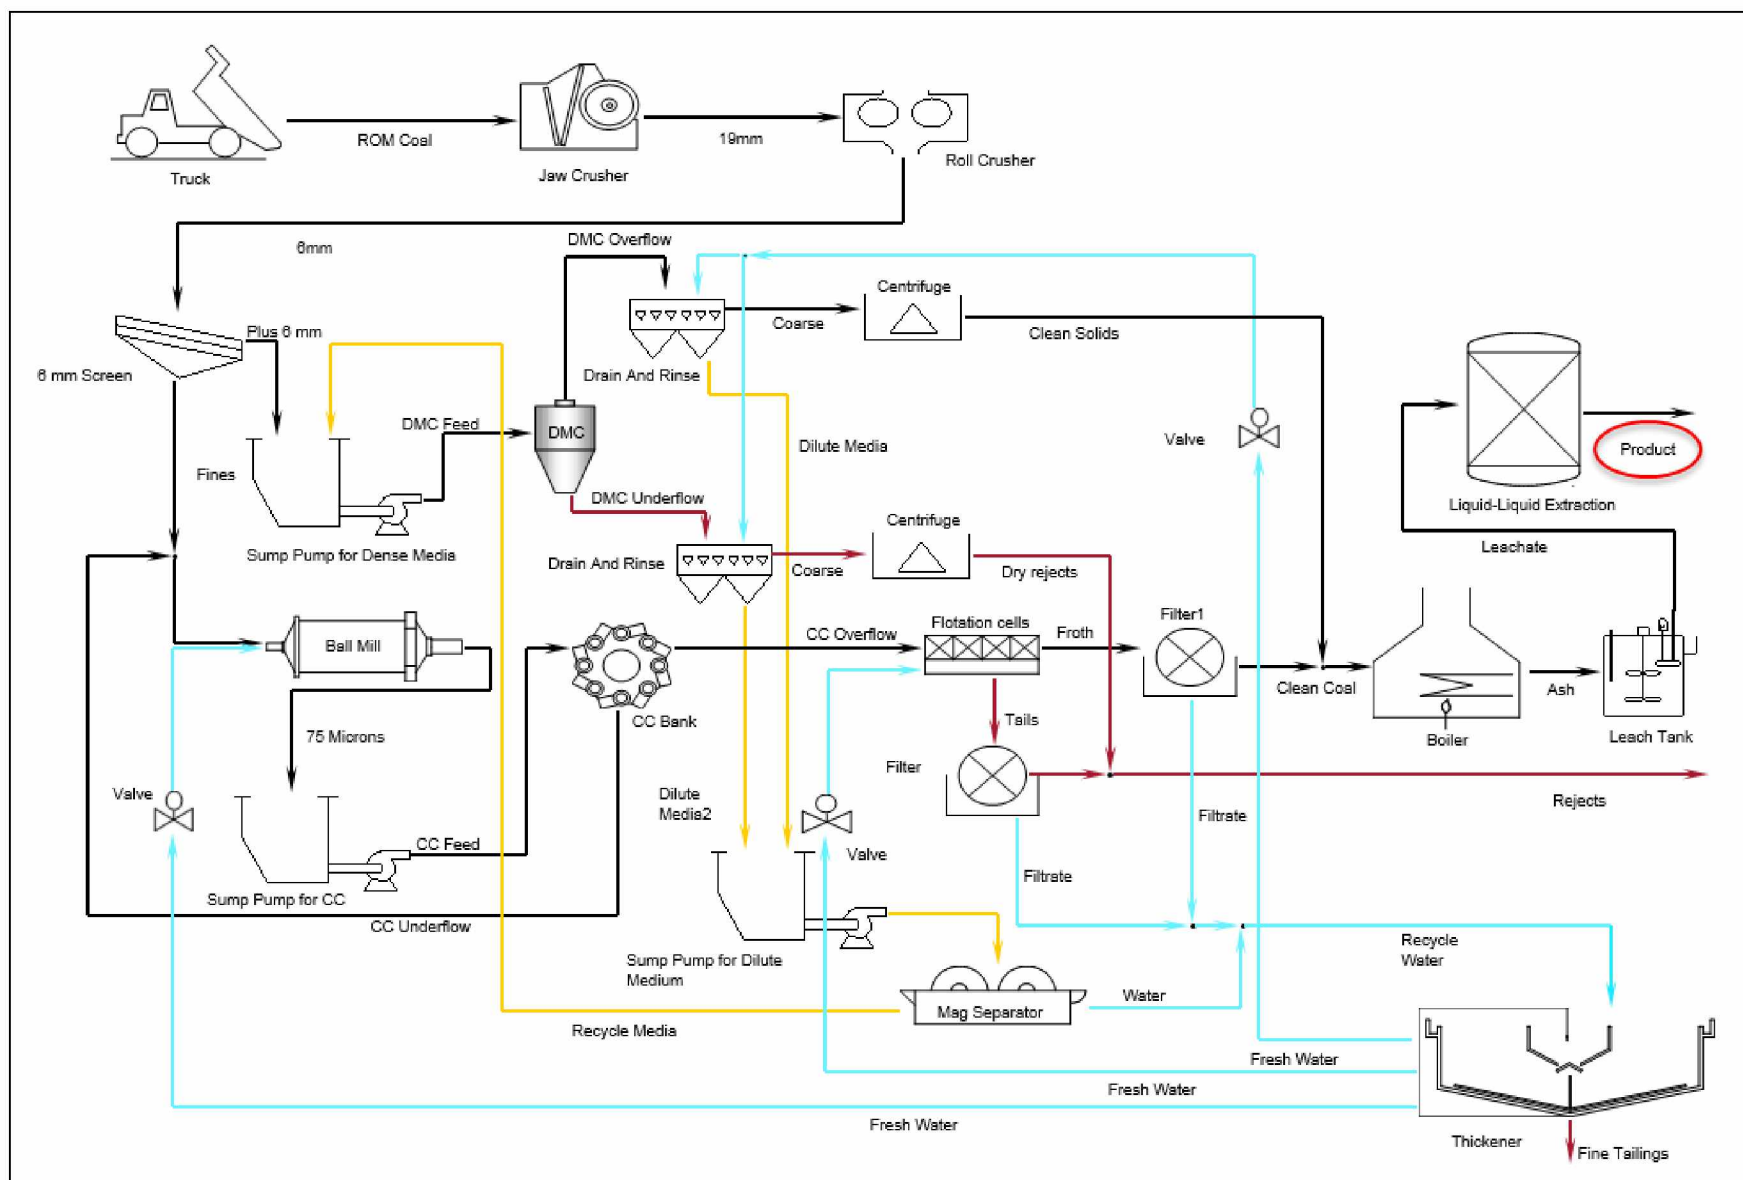 ROM Coal
19mm
Roll Crusher
Truck
Jaw Crusher
6mm
DMC Overflow
Plus 6 mm
6 mm Screen
Centrifuge
Coarse
Clean Solids
Drain And Rinse
DMC Feed
DMC
Dilute Media
Valve
Product
Fines
DMC Underflow
Liquid-Liquid Extraction
Sump Pump for Dense Media
Drain And Rinse
Centrifuge
Coarse
Dry rejects
Leachate
Ball Mill
CC Overflow
Flotation cells
Froth
Filter1
CC Bank
Clean Coal
Ash
75 Microns
Tails
Boiler
Leach Tank
Valve
Filter
Dilute
Media2
Rejects
Filtrate
CC Feed
Valve
Filtrate
Sump Pump for CC
CC Underflow
Recycle
Water
Sump Pump for Dilute
Medium
Water
Mag Separator
Recycle Media
Fresh Water
Fresh Water
Fresh Water
Thickener
Fine Tailings